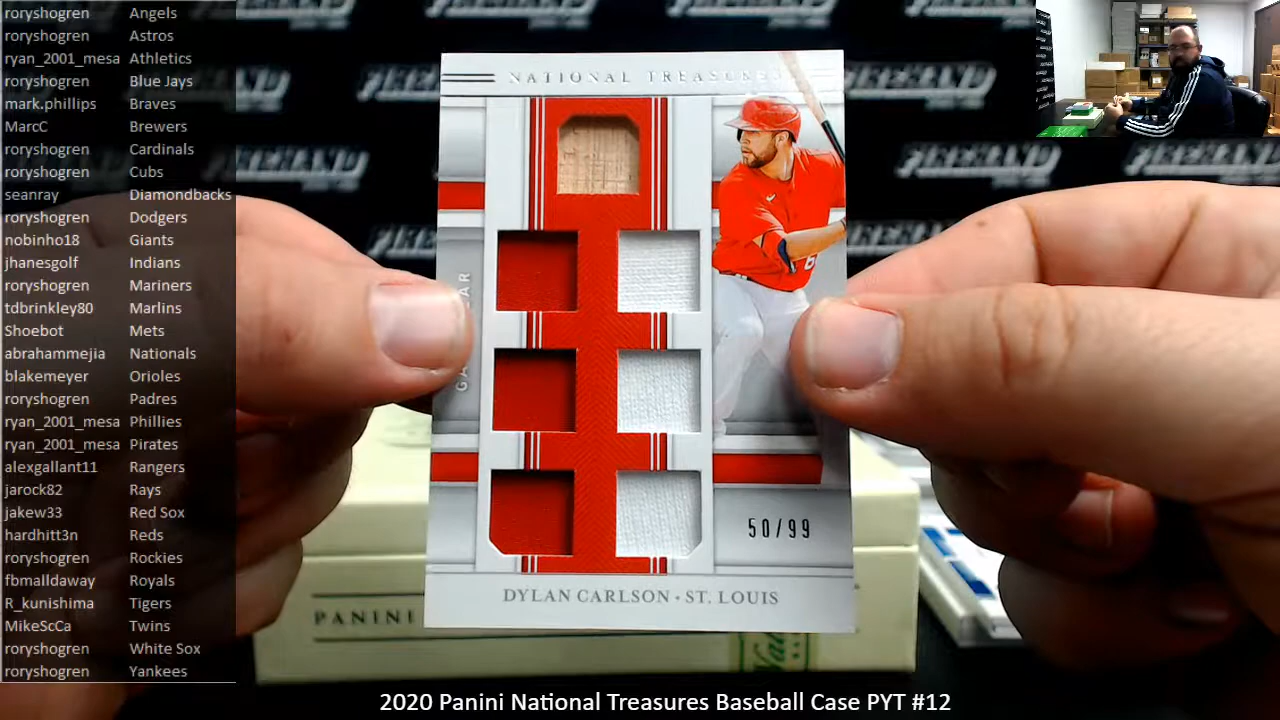 roryshogren Angels
roryshogren Astros
ryan_2001_mesa Athletics
roryshogren Blue Jays
mark.phillips Braves
MarcC Brewers
roryshogren Cardinals
roryshogren Cubs
seanray Diamondbacks
roryshogren Dodgers
nobinho18 Giants
jhanesgolf Indians
roryshogren Mariners
tdbrinkley80 Marlins
Shoebot Mets
abrahammejia Nationals
blakemeyer Orioles
roryshogren Padres
ryan_2001_mesa Phillies
ryan_2001_mesa Pirates
alexgallant11 Rangers
jarock82 Rays
jakew33 Red Sox
hardhitt3n Reds
roryshogren Rockies
fbmalldaway Royals
R_kunishima Tigers
MikeScCa Twins
roryshogren White Sox
roryshogren Yankees
NATIONAL TREASURES
50/99
DYLAN CARLSON • ST. LOUIS
PANINI
2020 Panini National Treasures Baseball Case PYT #12